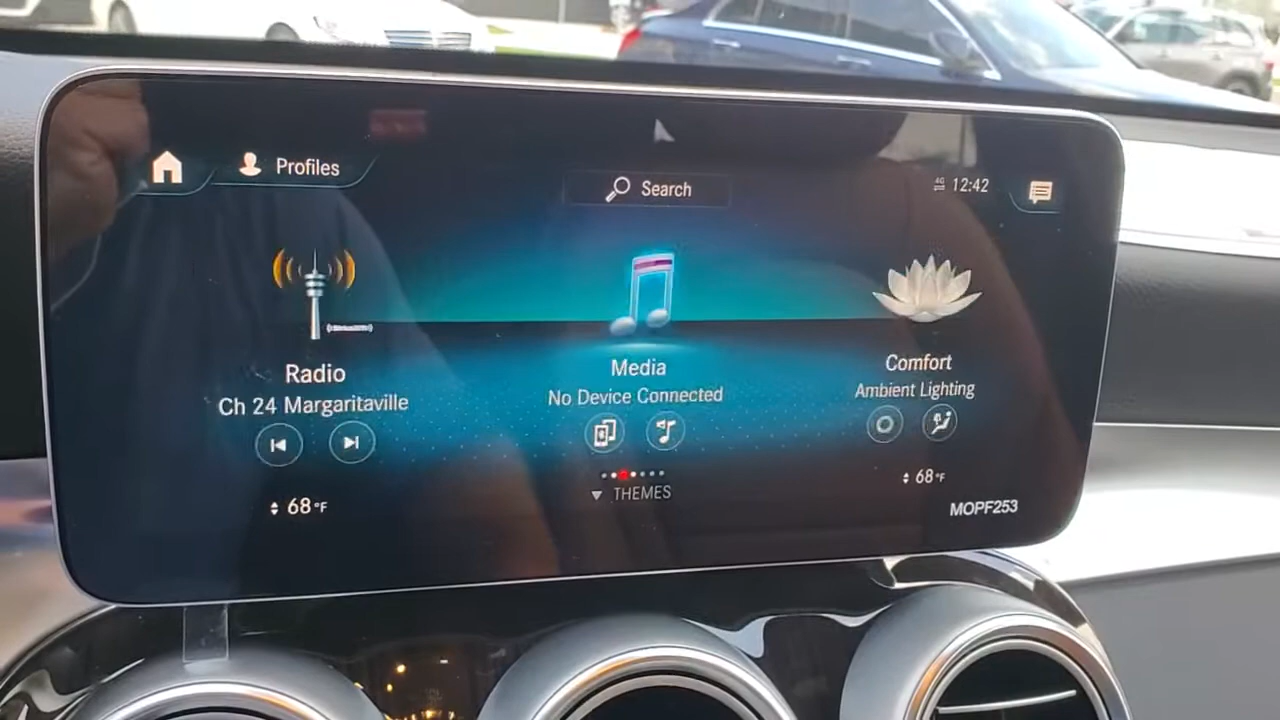 Profiles
Search
4G 12:42
Radio
Ch 24 Margaritaville
Media
No Device Connected
Comfort
Ambient Lighting
68°F
THEMES
68°F
MOPF253